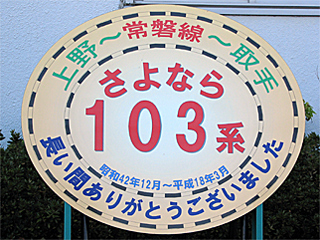 上野～常磐線～取手
さよなら
103系
昭和42年12月～平成18年3月
長い間ありがとうございました